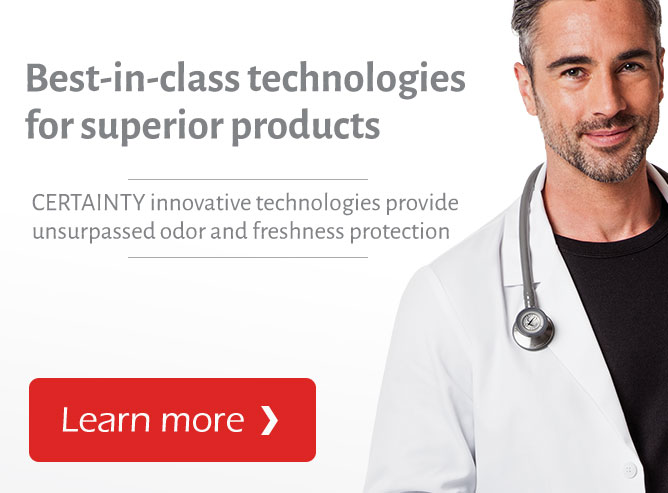 Best-in-class technologies
for superior products
CERTAINTY innovative technologies provide
unsurpassed odor and freshness protection
Learn more ❯